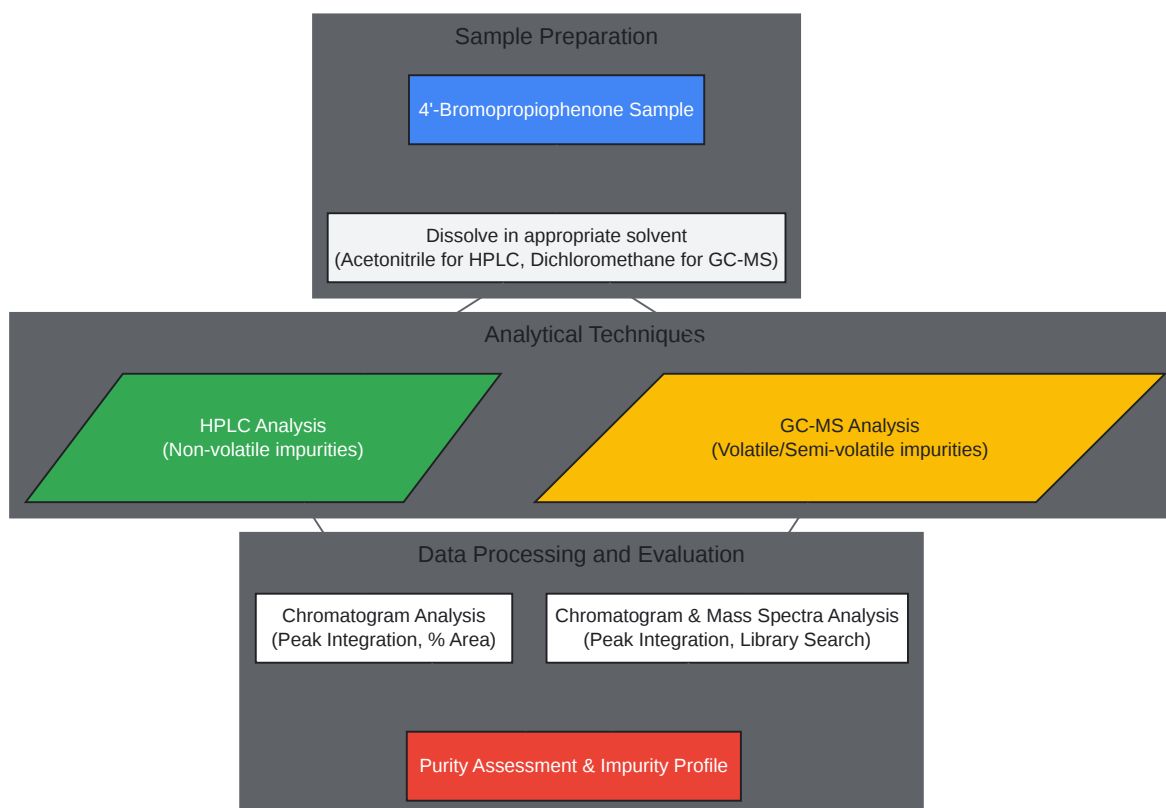 Sample Preparation
4'-Bromopropiophenone Sample
Dissolve in appropriate solvent
(Acetonitrile for HPLC, Dichloromethane for GC-MS)
Analytical Techniques
HPLC Analysis
(Non-volatile impurities)
GC-MS Analysis
(Volatile/Semi-volatile impurities)
Data Processing and Evaluation
Chromatogram Analysis
(Peak Integration, % Area)
Chromatogram & Mass Spectra Analysis
(Peak Integration, Library Search)
Purity Assessment & Impurity Profile